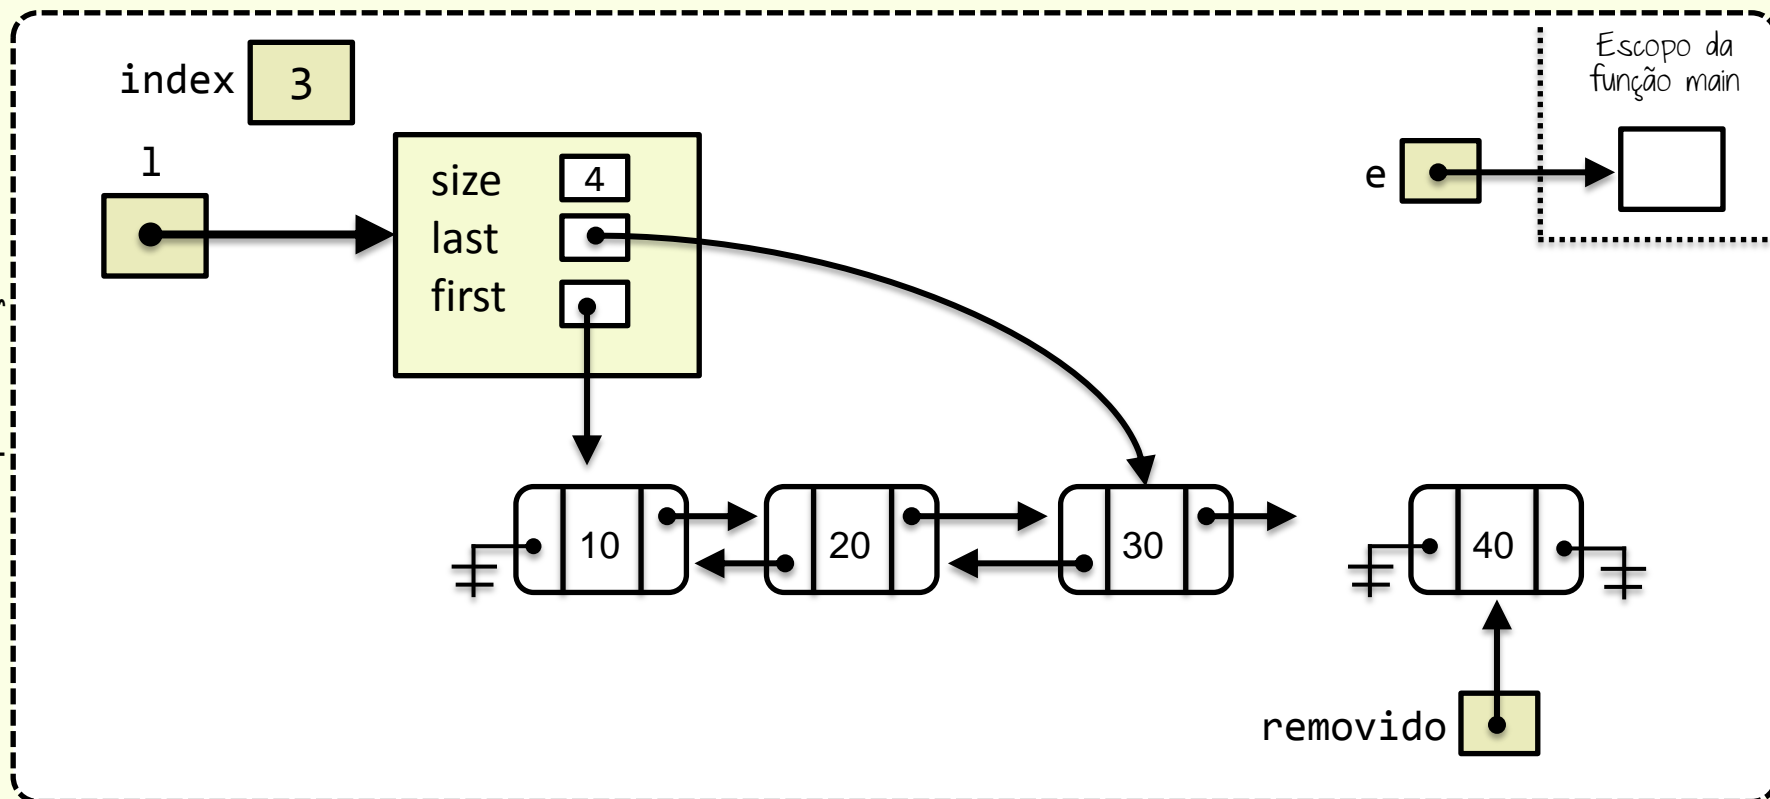 Escopo da
função main
index 3
l
size 4
last
first
e
10 20 30 40
removido